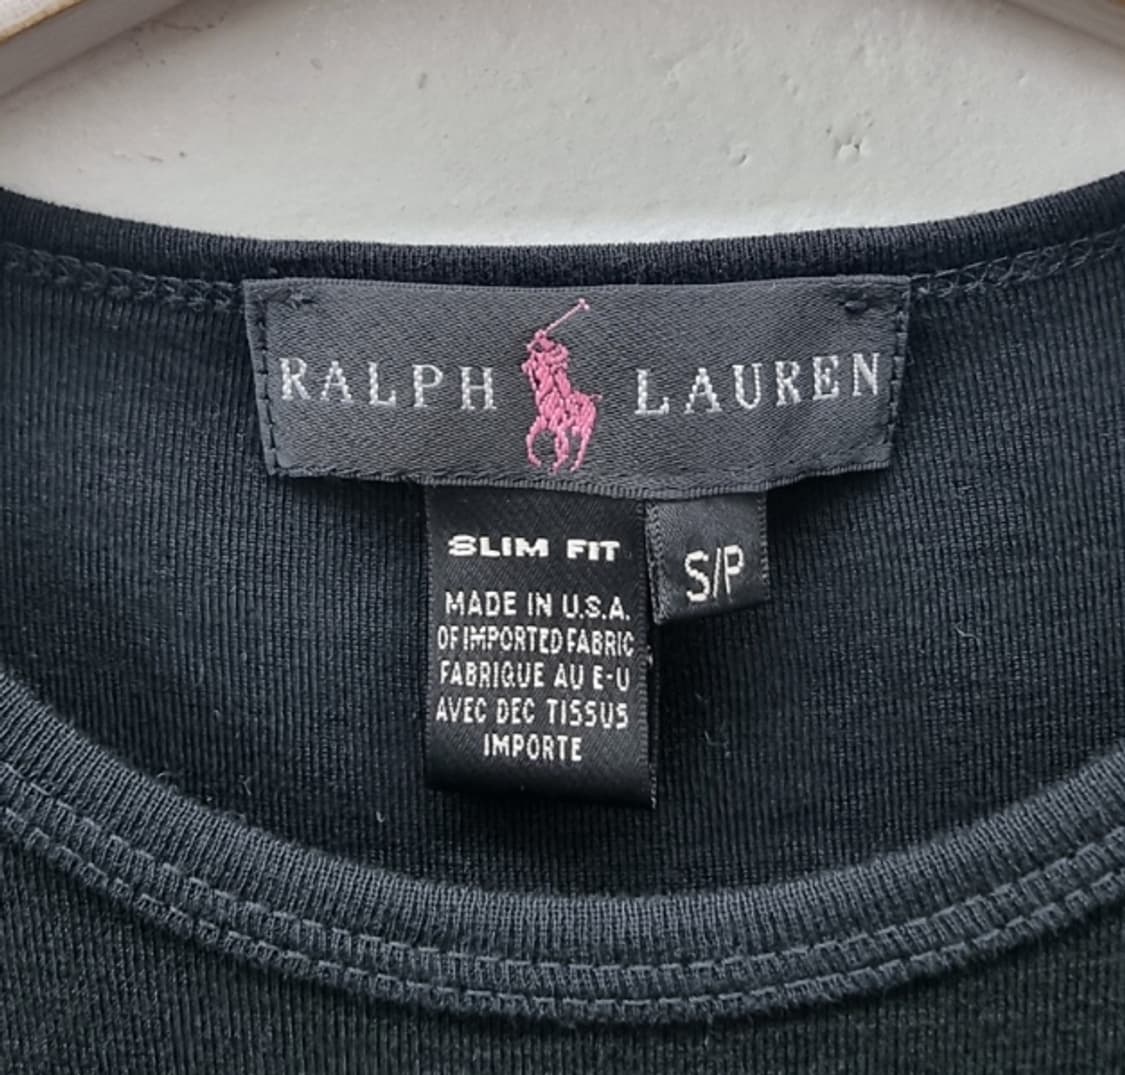 RALPH LAUREN
SLIM FIT
S/P
MADE IN U.S.A.
OF IMPORTED FABRIC
FABRIQUE AU E-U
AVEC DEC TISSUS
IMPORTE